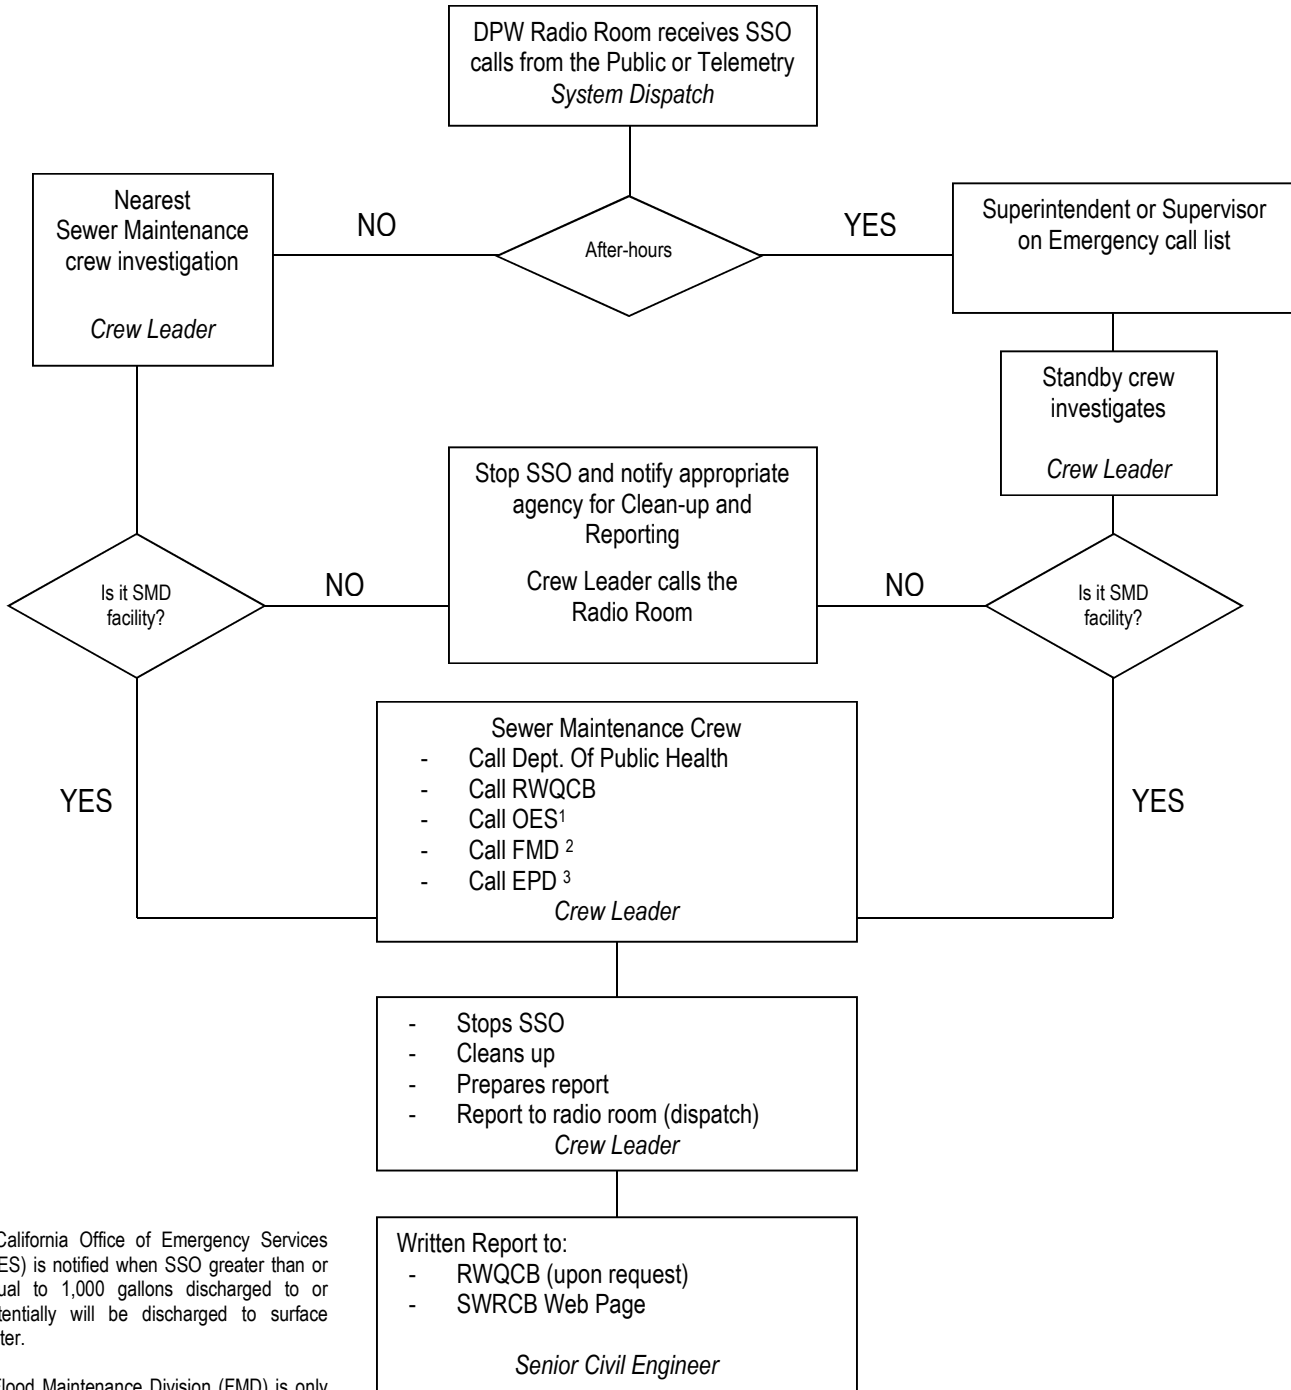 DPW Radio Room receives SSO
calls from the Public or Telemetry
System Dispatch
Nearest
Sewer Maintenance
crew investigation
Crew Leader
NO
After-hours
YES
Superintendent or Supervisor
on Emergency call list
Standby crew
investigates
Crew Leader
Stop SSO and notify appropriate
agency for Clean-up and
Reporting
Crew Leader calls the
Radio Room
Is it SMD
facility?
NO
NO
Is it SMD
facility?
YES
Sewer Maintenance Crew
- Call Dept. Of Public Health
- Call RWQCB
- Call OES1
- Call FMD 2
- Call EPD 3
Crew Leader
YES
- Stops SSO
- Cleans up
- Prepares report
- Report to radio room (dispatch)
Crew Leader
Written Report to:
- RWQCB (upon request)
- SWRCB Web Page
Senior Civil Engineer
California Office of Emergency Services
ES) is notified when SSO greater than or
ual to 1,000 gallons discharged to or
tentially will be discharged to surface
ter.
lood Maintenance Division (FMD) is only